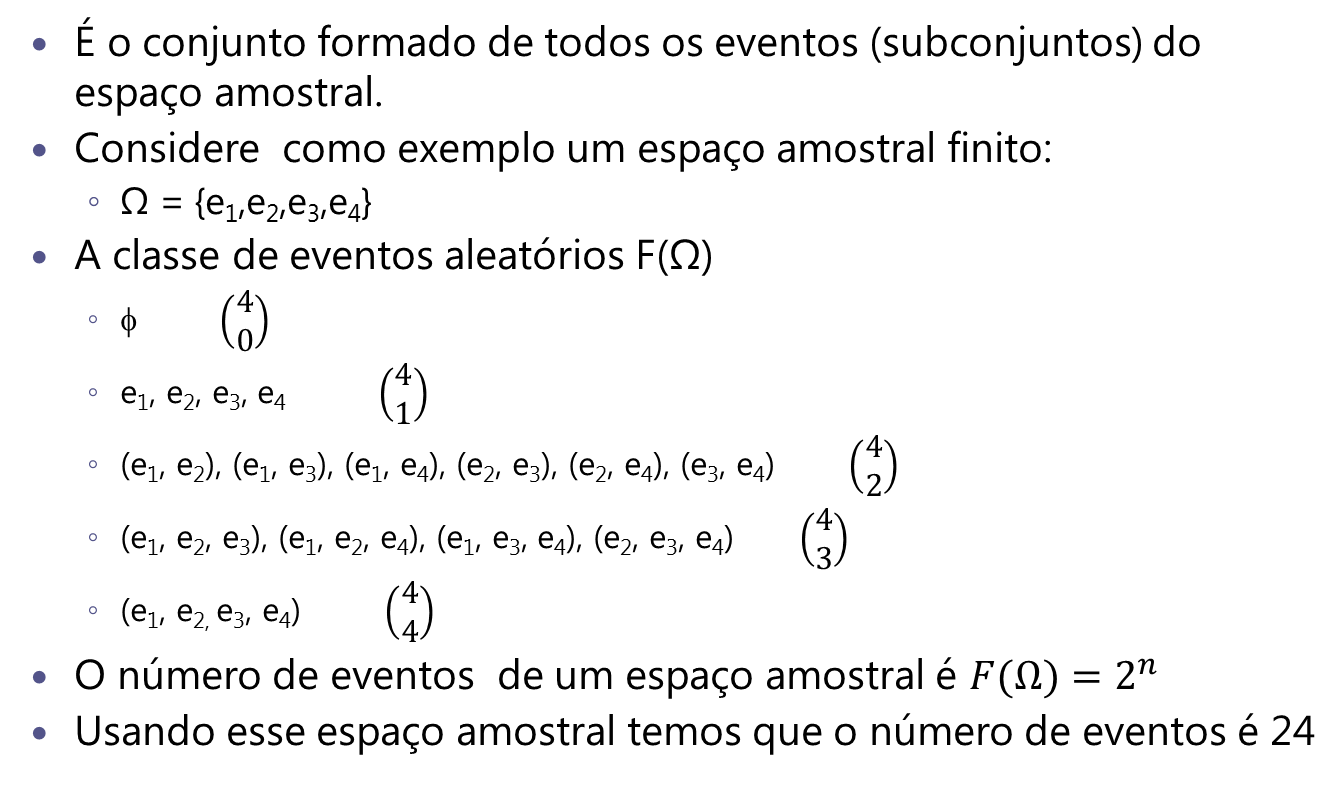 • É o conjunto formado de todos os eventos (subconjuntos) do
espaço amostral.
• Considere  como exemplo um espaço amostral finito:
◦ Ω = {e₁,e₂,e₃,e₄}
• A classe de eventos aleatórios F(Ω)
◦ ϕ (4 0)
◦ e₁, e₂, e₃, e₄ (4 1)
◦ (e₁, e₂), (e₁, e₃), (e₁, e₄), (e₂, e₃), (e₂, e₄), (e₃, e₄) (4 2)
◦ (e₁, e₂, e₃), (e₁, e₂, e₄), (e₁, e₃, e₄), (e₂, e₃, e₄) (4 3)
◦ (e₁, e₂, e₃, e₄) (4 4)
• O número de eventos  de um espaço amostral é F(Ω) = 2ⁿ
• Usando esse espaço amostral temos que o número de eventos é 24